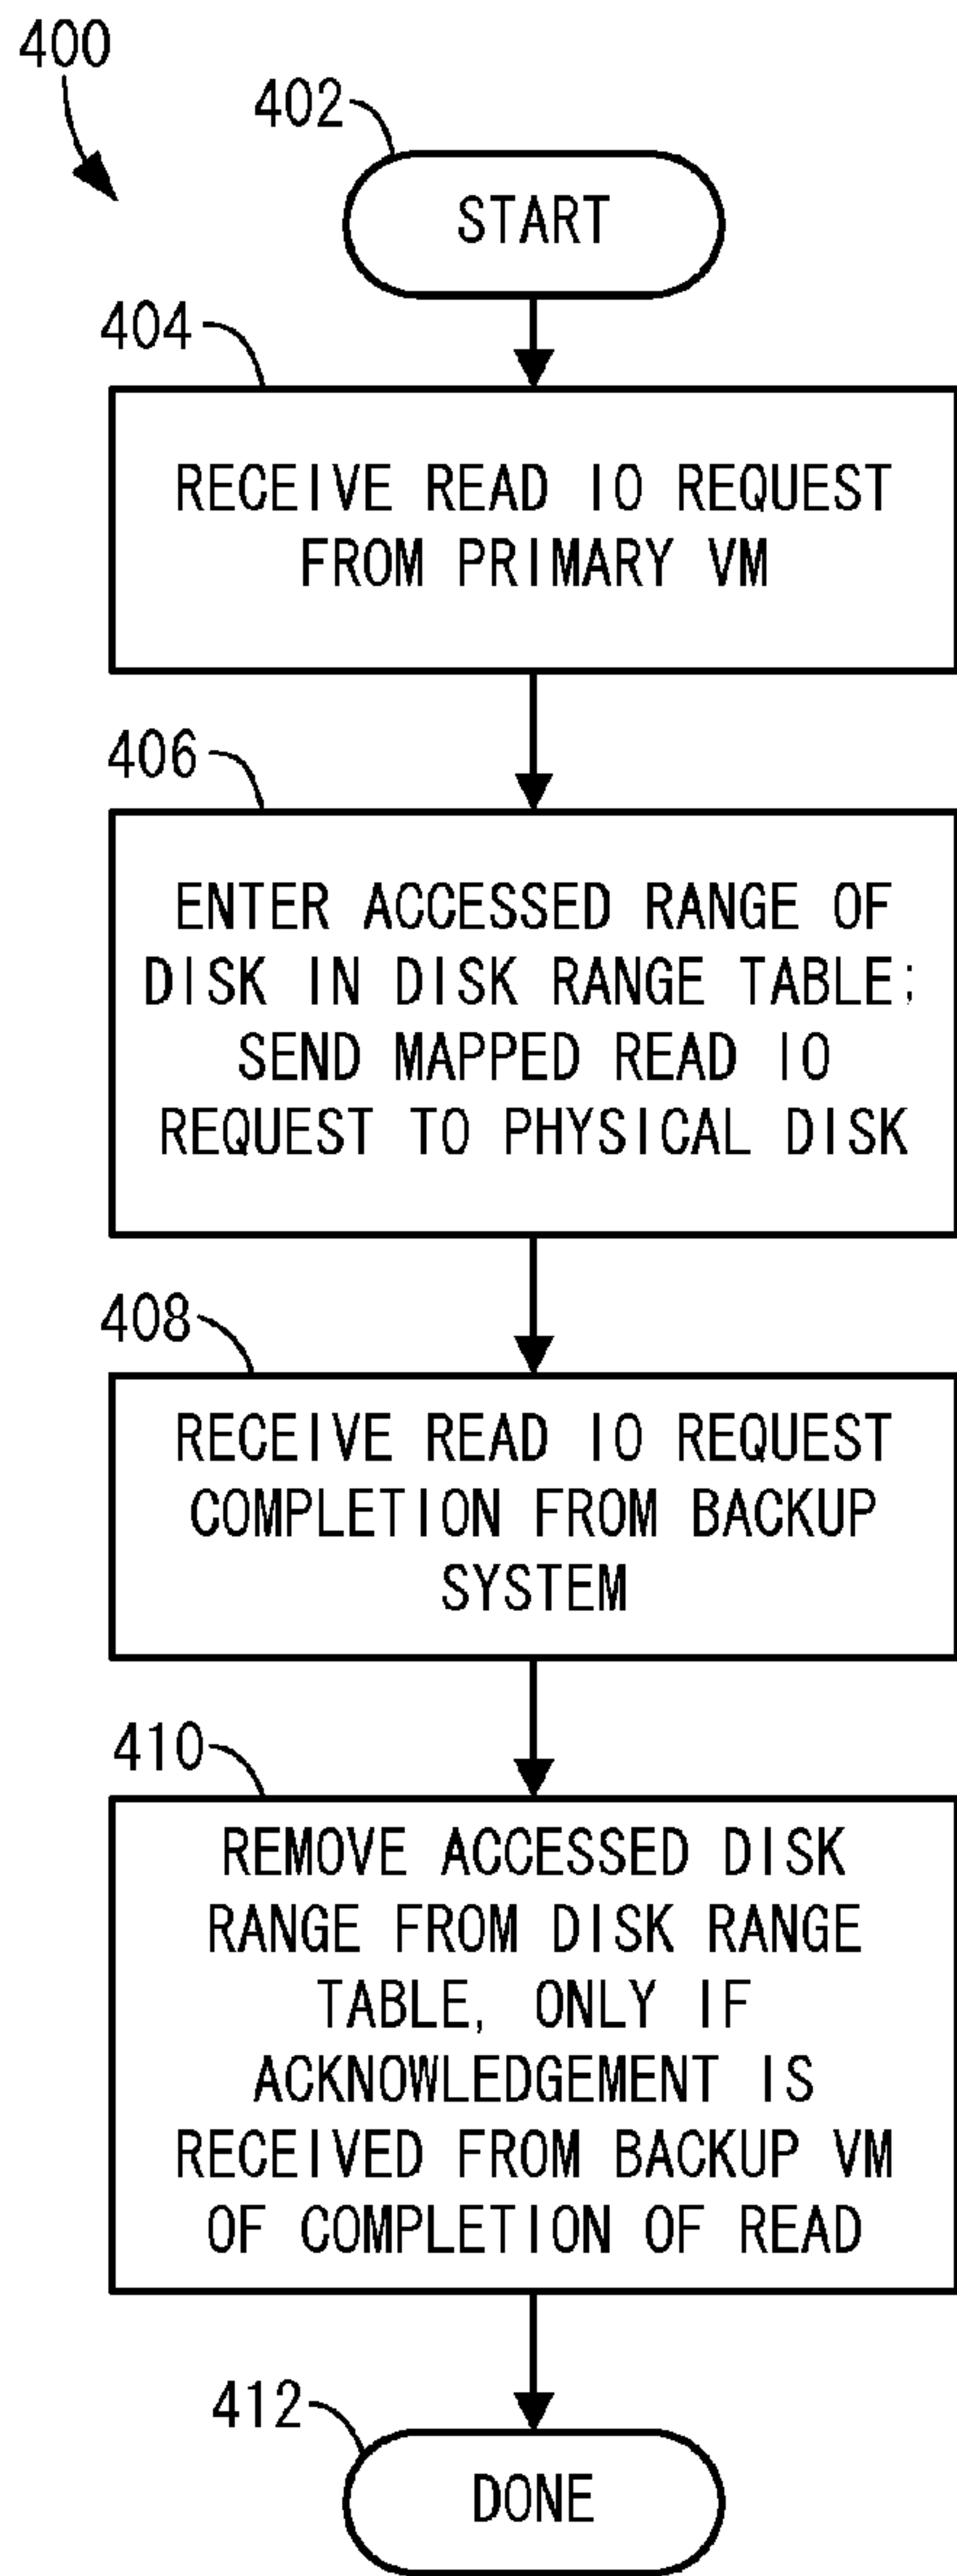 400
402
START
404
RECEIVE READ IO REQUEST
FROM PRIMARY VM
406
ENTER ACCESSED RANGE OF
DISK IN DISK RANGE TABLE;
SEND MAPPED READ IO
REQUEST TO PHYSICAL DISK
408
RECEIVE READ IO REQUEST
COMPLETION FROM BACKUP
SYSTEM
410
REMOVE ACCESSED DISK
RANGE FROM DISK RANGE
TABLE, ONLY IF
ACKNOWLEDGEMENT IS
RECEIVED FROM BACKUP VM
OF COMPLETION OF READ
412
DONE